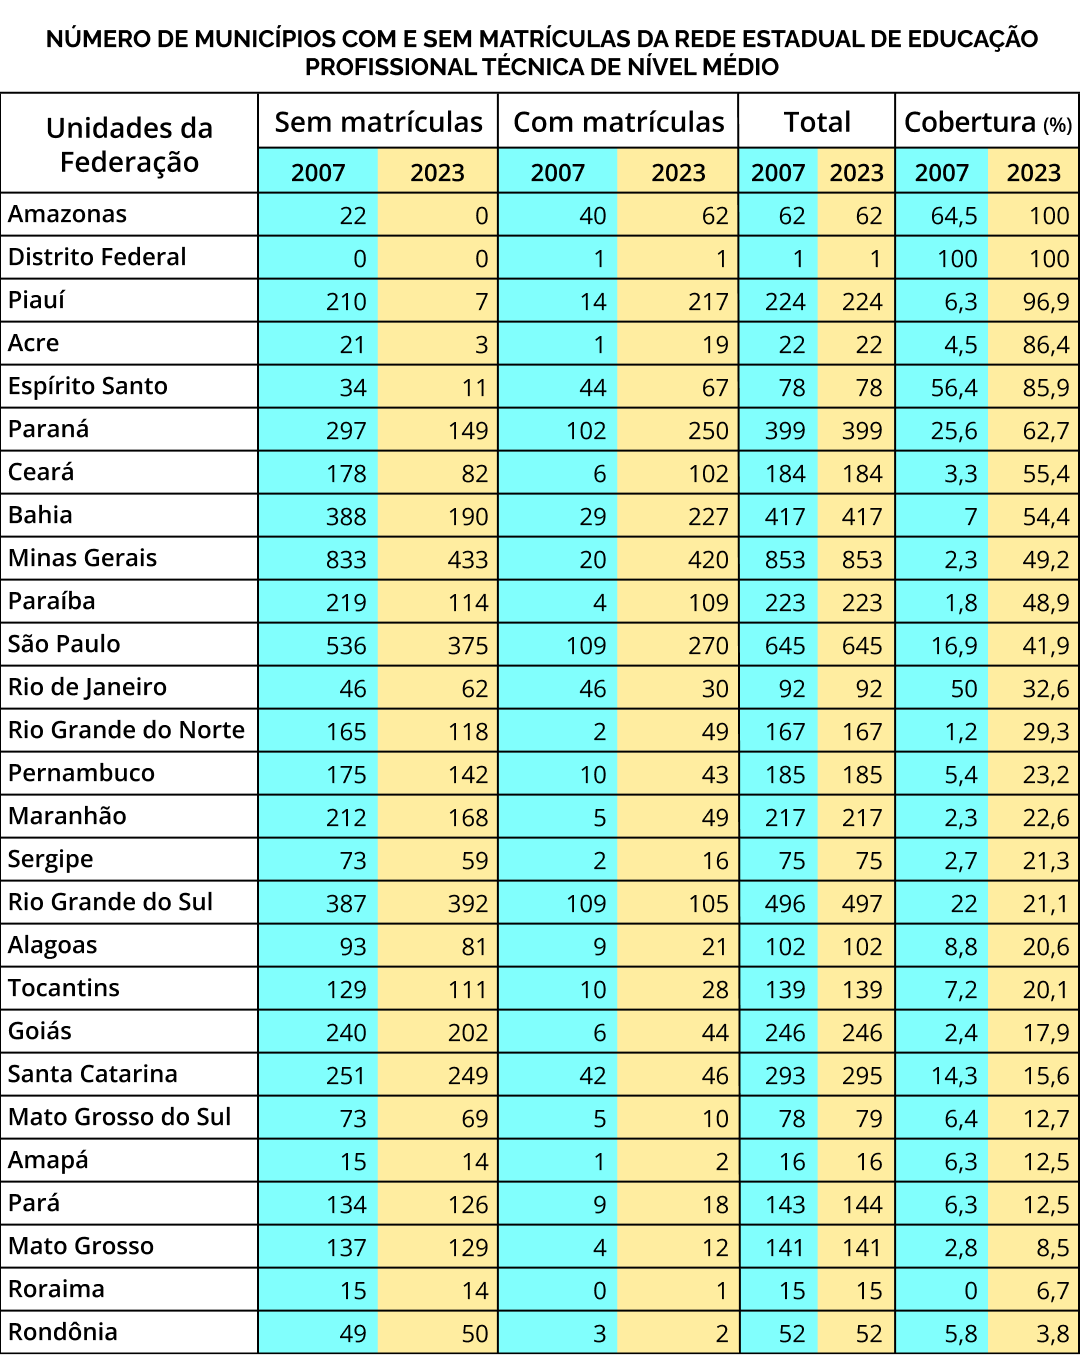 NÚMERO DE MUNICÍPIOS COM E SEM MATRÍCULAS DA REDE ESTADUAL DE EDUCAÇÃO
PROFISSIONAL TÉCNICA DE NÍVEL MÉDIO
Unidades da Federação Sem matrículas Com matrículas Total Cobertura (%)
2007 2023 2007 2023 2007 2023 2007 2023
Amazonas 22 0 40 62 62 62 64,5 100
Distrito Federal 0 0 1 1 1 1 100 100
Piauí 210 7 14 217 224 224 6,3 96,9
Acre 21 3 1 19 22 22 4,5 86,4
Espírito Santo 34 11 44 67 78 78 56,4 85,9
Paraná 297 149 102 250 399 399 25,6 62,7
Ceará 178 82 6 102 184 184 3,3 55,4
Bahia 388 190 29 227 417 417 7 54,4
Minas Gerais 833 433 20 420 853 853 2,3 49,2
Paraíba 219 114 4 109 223 223 1,8 48,9
São Paulo 536 375 109 270 645 645 16,9 41,9
Rio de Janeiro 46 62 46 30 92 92 50 32,6
Rio Grande do Norte 165 118 2 49 167 167 1,2 29,3
Pernambuco 175 142 10 43 185 185 5,4 23,2
Maranhão 212 168 5 49 217 217 2,3 22,6
Sergipe 73 59 2 16 75 75 2,7 21,3
Rio Grande do Sul 387 392 109 105 496 497 22 21,1
Alagoas 93 81 9 21 102 102 8,8 20,6
Tocantins 129 111 10 28 139 139 7,2 20,1
Goiás 240 202 6 44 246 246 2,4 17,9
Santa Catarina 251 249 42 46 293 295 14,3 15,6
Mato Grosso do Sul 73 69 5 10 78 79 6,4 12,7
Amapá 15 14 1 2 16 16 6,3 12,5
Pará 134 126 9 18 143 144 6,3 12,5
Mato Grosso 137 129 4 12 141 141 2,8 8,5
Roraima 15 14 0 1 15 15 0 6,7
Rondônia 49 50 3 2 52 52 5,8 3,8